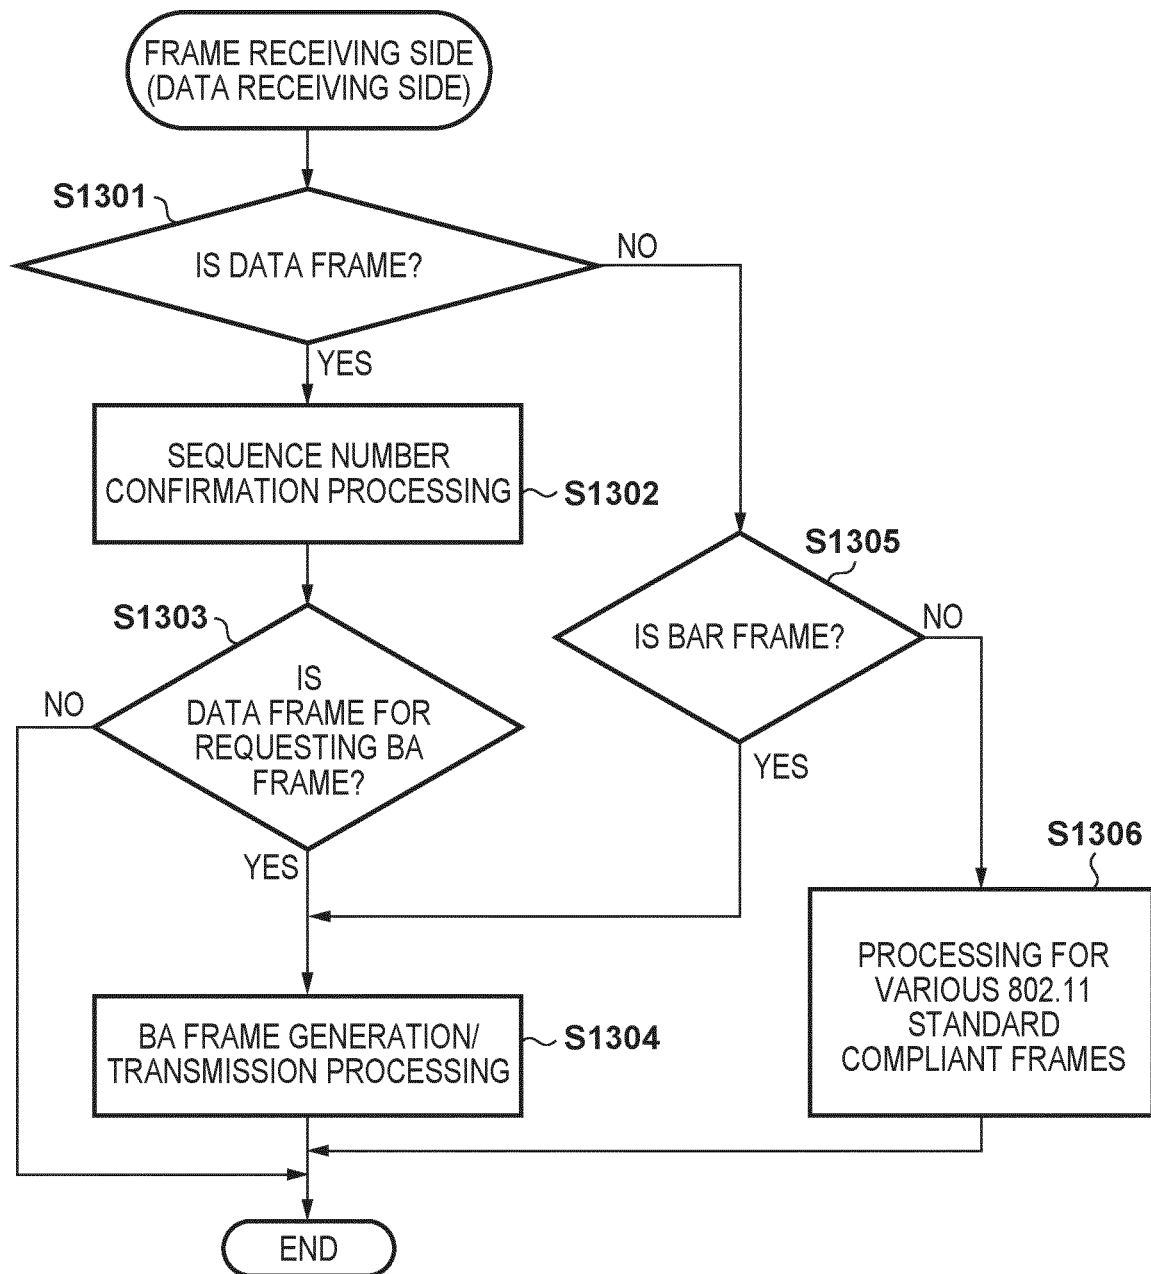 FRAME RECEIVING SIDE
(DATA RECEIVING SIDE)
S1301
IS DATA FRAME?
NO
YES
SEQUENCE NUMBER
CONFIRMATION PROCESSING
S1302
S1303
IS
DATA FRAME FOR
REQUESTING BA
FRAME?
NO
YES
S1305
IS BAR FRAME?
NO
YES
BA FRAME GENERATION/
TRANSMISSION PROCESSING
S1304
S1306
PROCESSING FOR
VARIOUS 802.11
STANDARD
COMPLIANT FRAMES
END